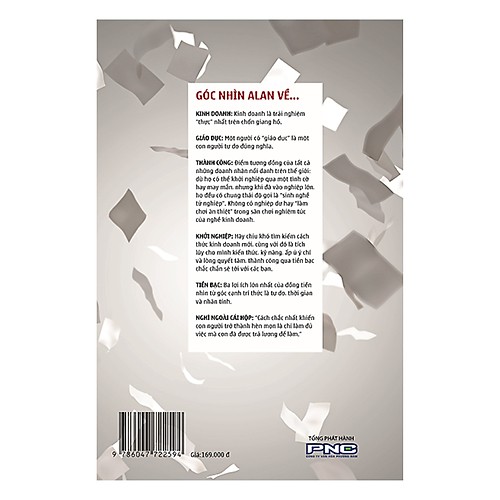 GÓC NHÌN ALAN VỀ...
KINH DOANH: Kinh doanh là trải nghiệm
"thực" nhất trên chốn giang hồ.
GIÁO DỤC: Một người có "giáo dục" là một
con người tự do đúng nghĩa.
THÀNH CÔNG: Điểm tương đồng của tất cả
những doanh nhân nổi danh trên thế giới:
dù họ có thể khởi nghiệp qua một tình cờ
hay may mắn. nhưng khi đã vào nghiệp lớn.
họ đều có chung thái độ gọi là "sinh nghề
tử nghiệp". Không có nghiệp dư hay "làm
chơi ăn thiệt" trong sân chơi nghiêm túc
của nghề kinh doanh.
KHỞI NGHIỆP: Hãy chịu khó tìm kiếm cách
thức kinh doanh mới. cùng với đó là tích
lũy cho mình kiến thức. kỹ năng. ấp ủ ý chí
và lòng quyết tâm. thành công qua tiền bạc
chắc chắn sẽ tới với các bạn.
TIỀN BẠC: Ba lợi ích lớn nhất của đồng tiền
nhìn từ góc cạnh trí thức là tự do. thời gian
và nhân tính.
NGHĨ NGOÀI CÁI HỘP: "Cách chắc nhất khiến
con người trở thành hèn mọn là chỉ làm đủ
việc mà con đã được trả lương để làm."
9 786047 722594
Giá:169.000 đ
TỔNG PHÁT HÀNH
PNC
CÔNG TY VĂN HÓA PHƯƠNG NAM